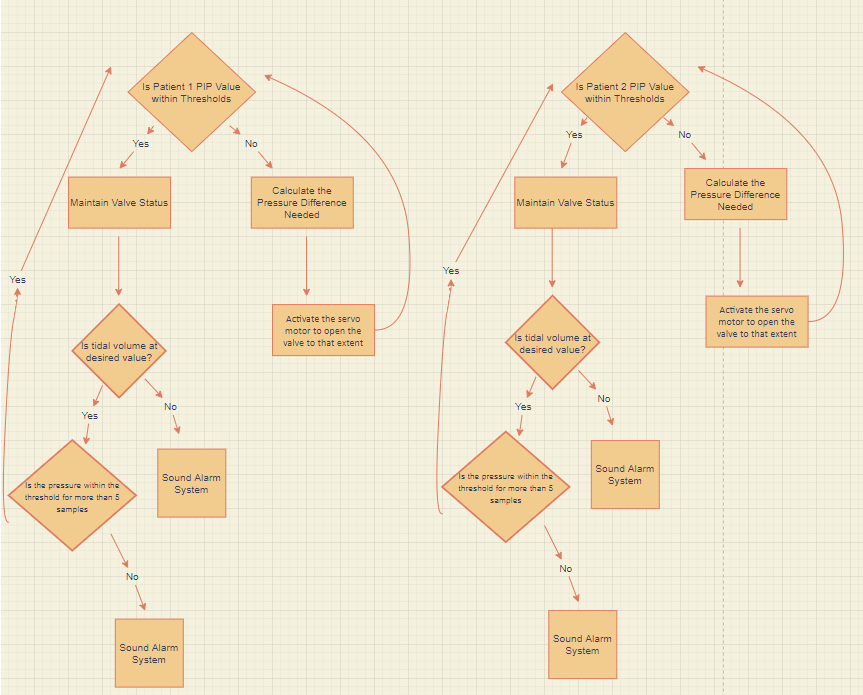 Is Patient 1 PIP Value
within Thresholds
Yes
No
Maintain Valve Status
Calculate the
Pressure Difference
Needed
Yes
Activate the servo
motor to open the
valve to that extent
Is tidal volume at
desired value?
Yes
No
Sound Alarm
System
Is the pressure within the
threshold for more than 5
samples
No
Sound Alarm
System
Is Patient 2 PIP Value
within Thresholds
Yes
No
Maintain Valve Status
Calculate the
Pressure Difference
Needed
Yes
Activate the servo
motor to open the
valve to that extent
Is tidal volume at
desired value?
Yes
No
Sound Alarm
System
Is the pressure within the
threshold for more than 5
samples
No
Sound Alarm
System